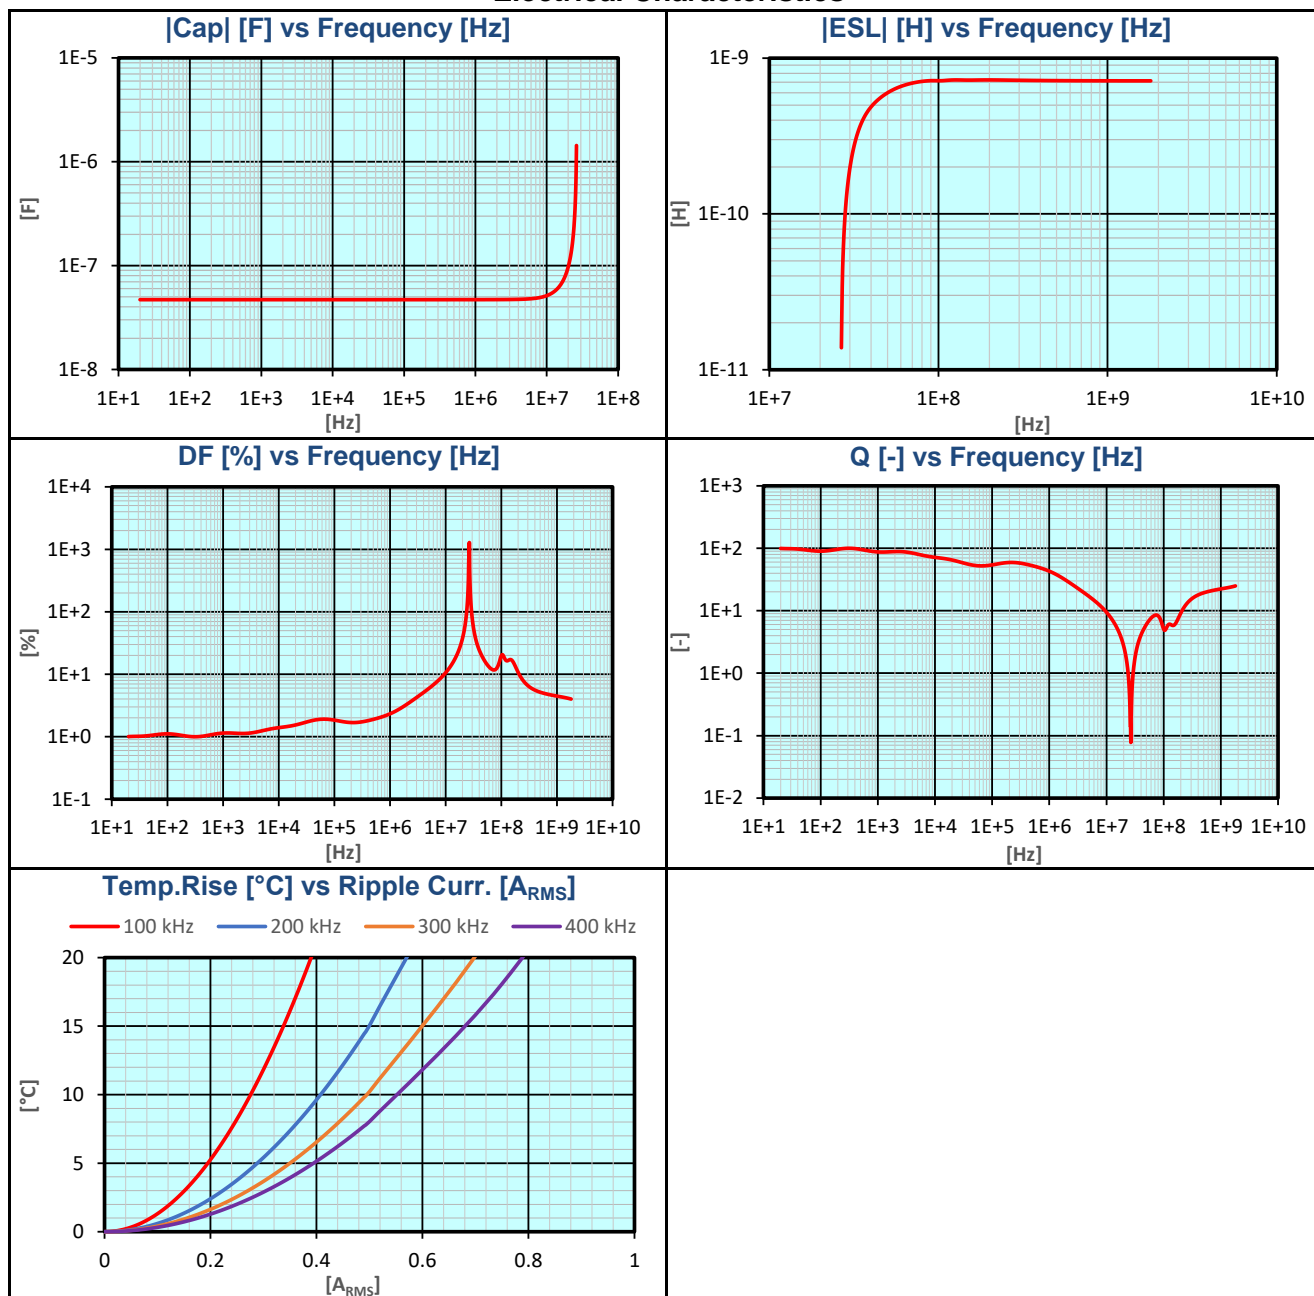 |Cap| [F] vs Frequency [Hz]
1E-5
1E-6
1E-7
1E-8
[F]
1E+1 1E+2 1E+3 1E+4 1E+5 1E+6 1E+7 1E+8
[Hz]
|ESL| [H] vs Frequency [Hz]
1E-9
1E-10
1E-11
[H]
1E+7 1E+8 1E+9 1E+10
[Hz]
DF [%] vs Frequency [Hz]
1E+4
1E+3
1E+2
1E+1
1E+0
1E-1
[%]
1E+1 1E+2 1E+3 1E+4 1E+5 1E+6 1E+7 1E+8 1E+9 1E+10
[Hz]
Q [-] vs Frequency [Hz]
1E+3
1E+2
1E+1
1E+0
1E-1
1E-2
[-]
1E+1 1E+2 1E+3 1E+4 1E+5 1E+6 1E+7 1E+8 1E+9 1E+10
[Hz]
Temp.Rise [°C] vs Ripple Curr. [ARMS]
100 kHz 200 kHz 300 kHz 400 kHz
20
15
10
5
0
[°C]
0 0.2 0.4 0.6 0.8 1
[ARMS]